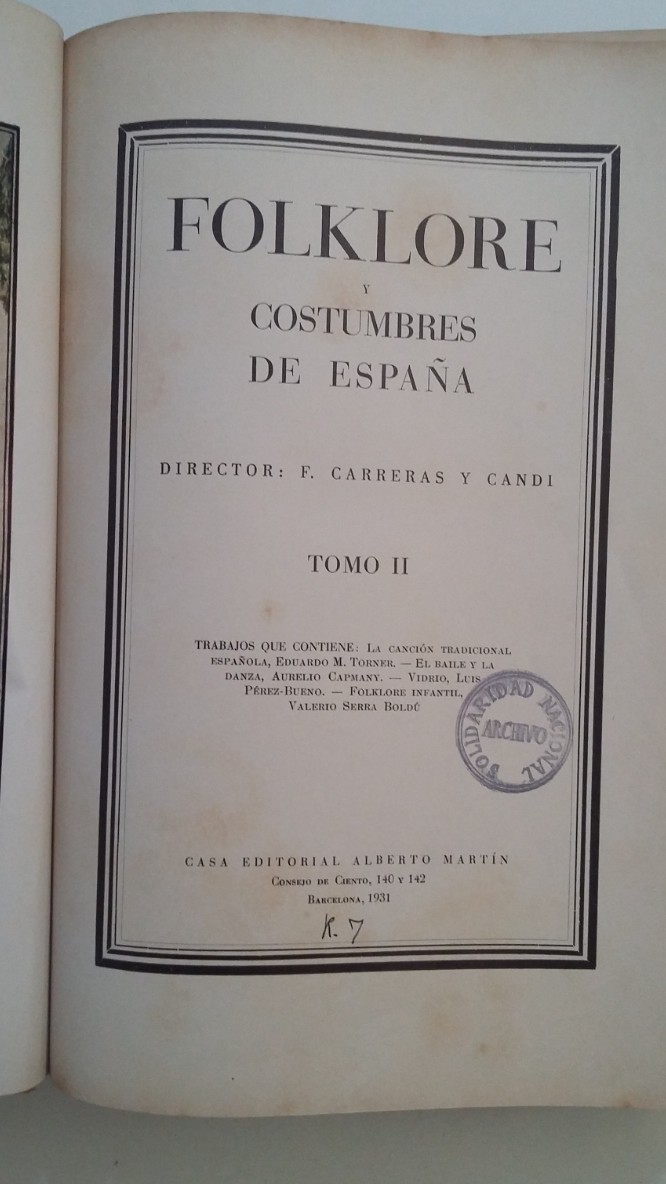 FOLKLORE
Y
COSTUMBRES
DE ESPAÑA
DIRECTOR: F. CARRERAS Y CANDI
TOMO II
TRABAJOS QUE CONTIENE: LA CANCIÓN TRADICIONAL
ESPAÑOLA, EDUARDO M. TORNER. — EL BAILE Y LA
DANZA, AURELIO CAPMANY. — VIDRIO, LUIS
PÉREZ-BUENO. — FOLKLORE INFANTIL,
VALERIO SERRA BOLDÚ
SOLIDARIDAD NACIONAL
ARCHIVO
CASA EDITORIAL ALBERTO MARTÍN
CONSEJO DE CIENTO, 140 Y 142
BARCELONA, 1931
K. 7